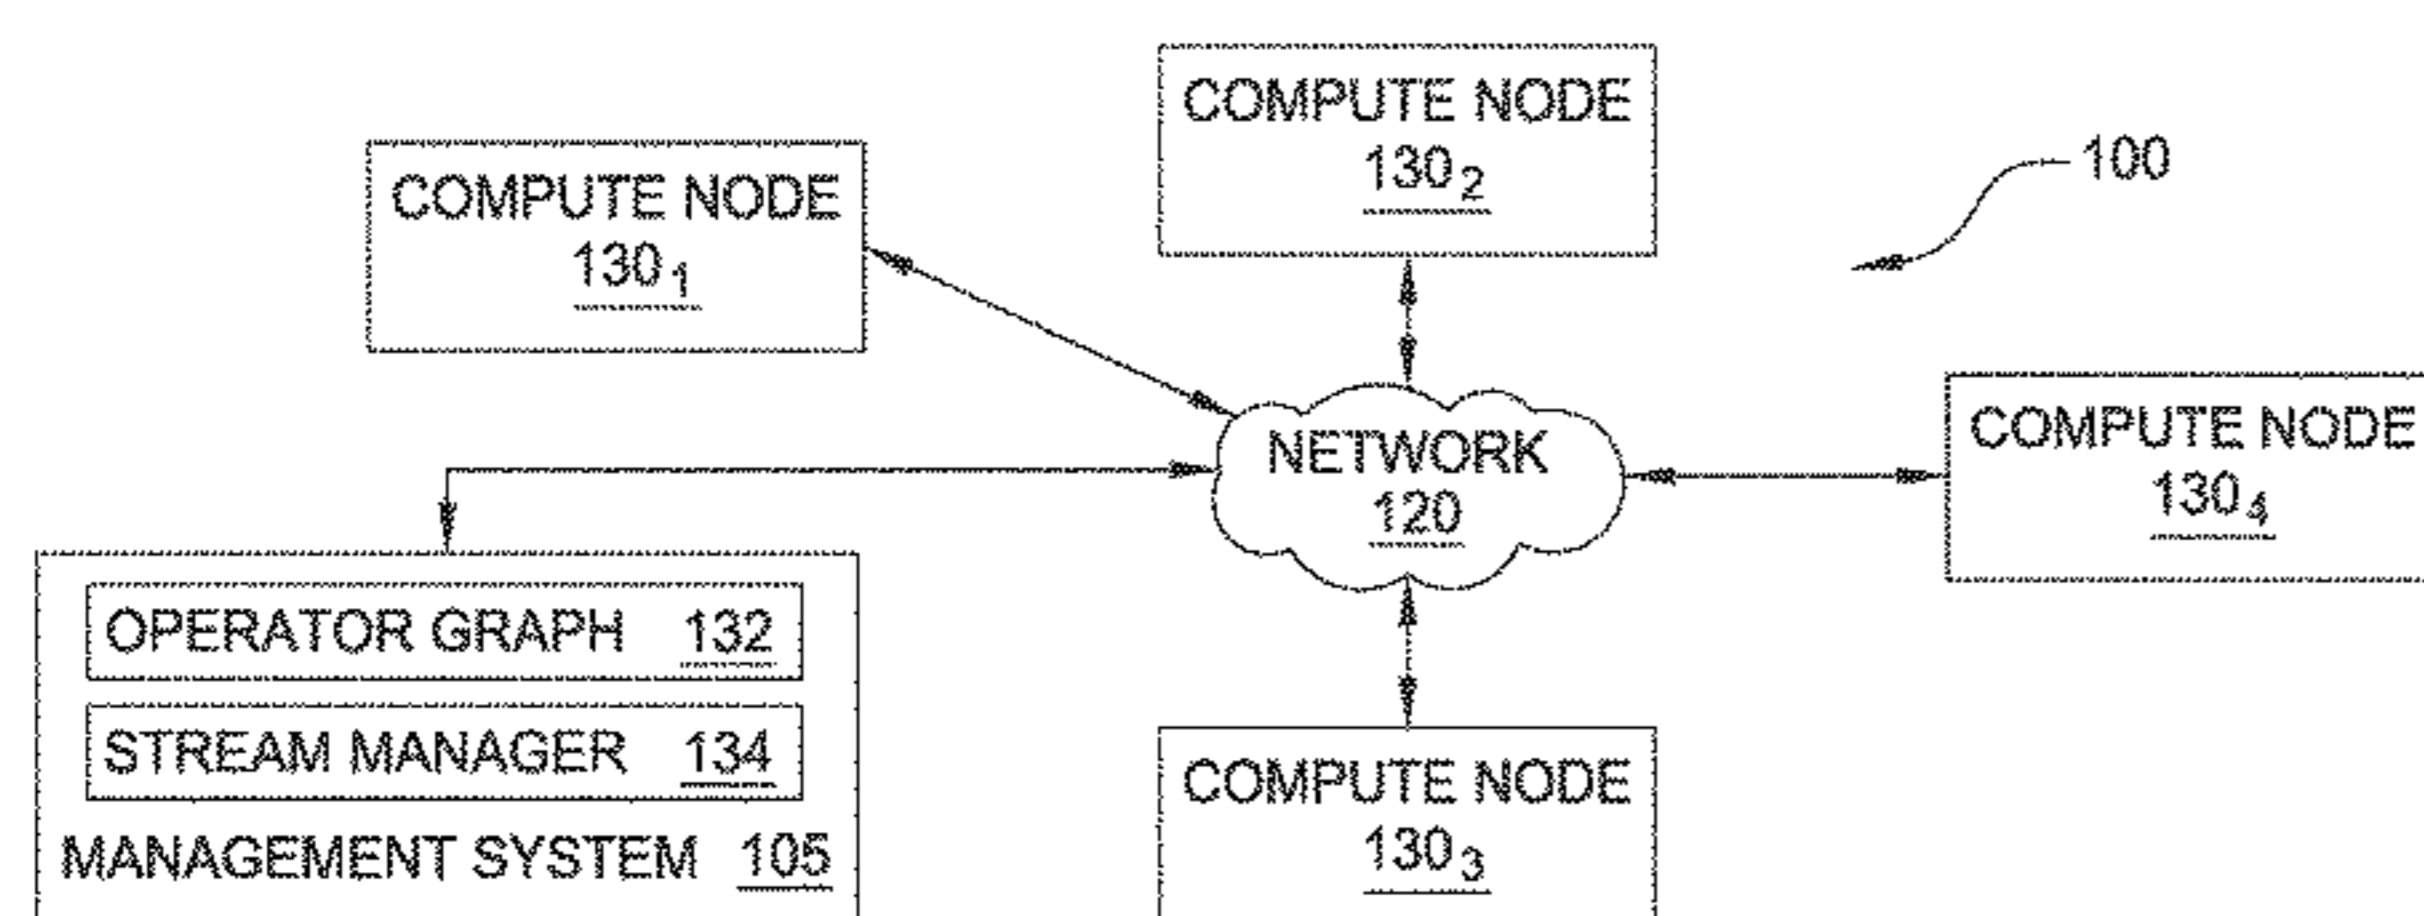 COMPUTE NODE
130₂
100
COMPUTE NODE
130₁
COMPUTE NODE
130₄
NETWORK
120
OPERATOR GRAPH 132
STREAM MANAGER 134
MANAGEMENT SYSTEM 105
COMPUTE NODE
130₃